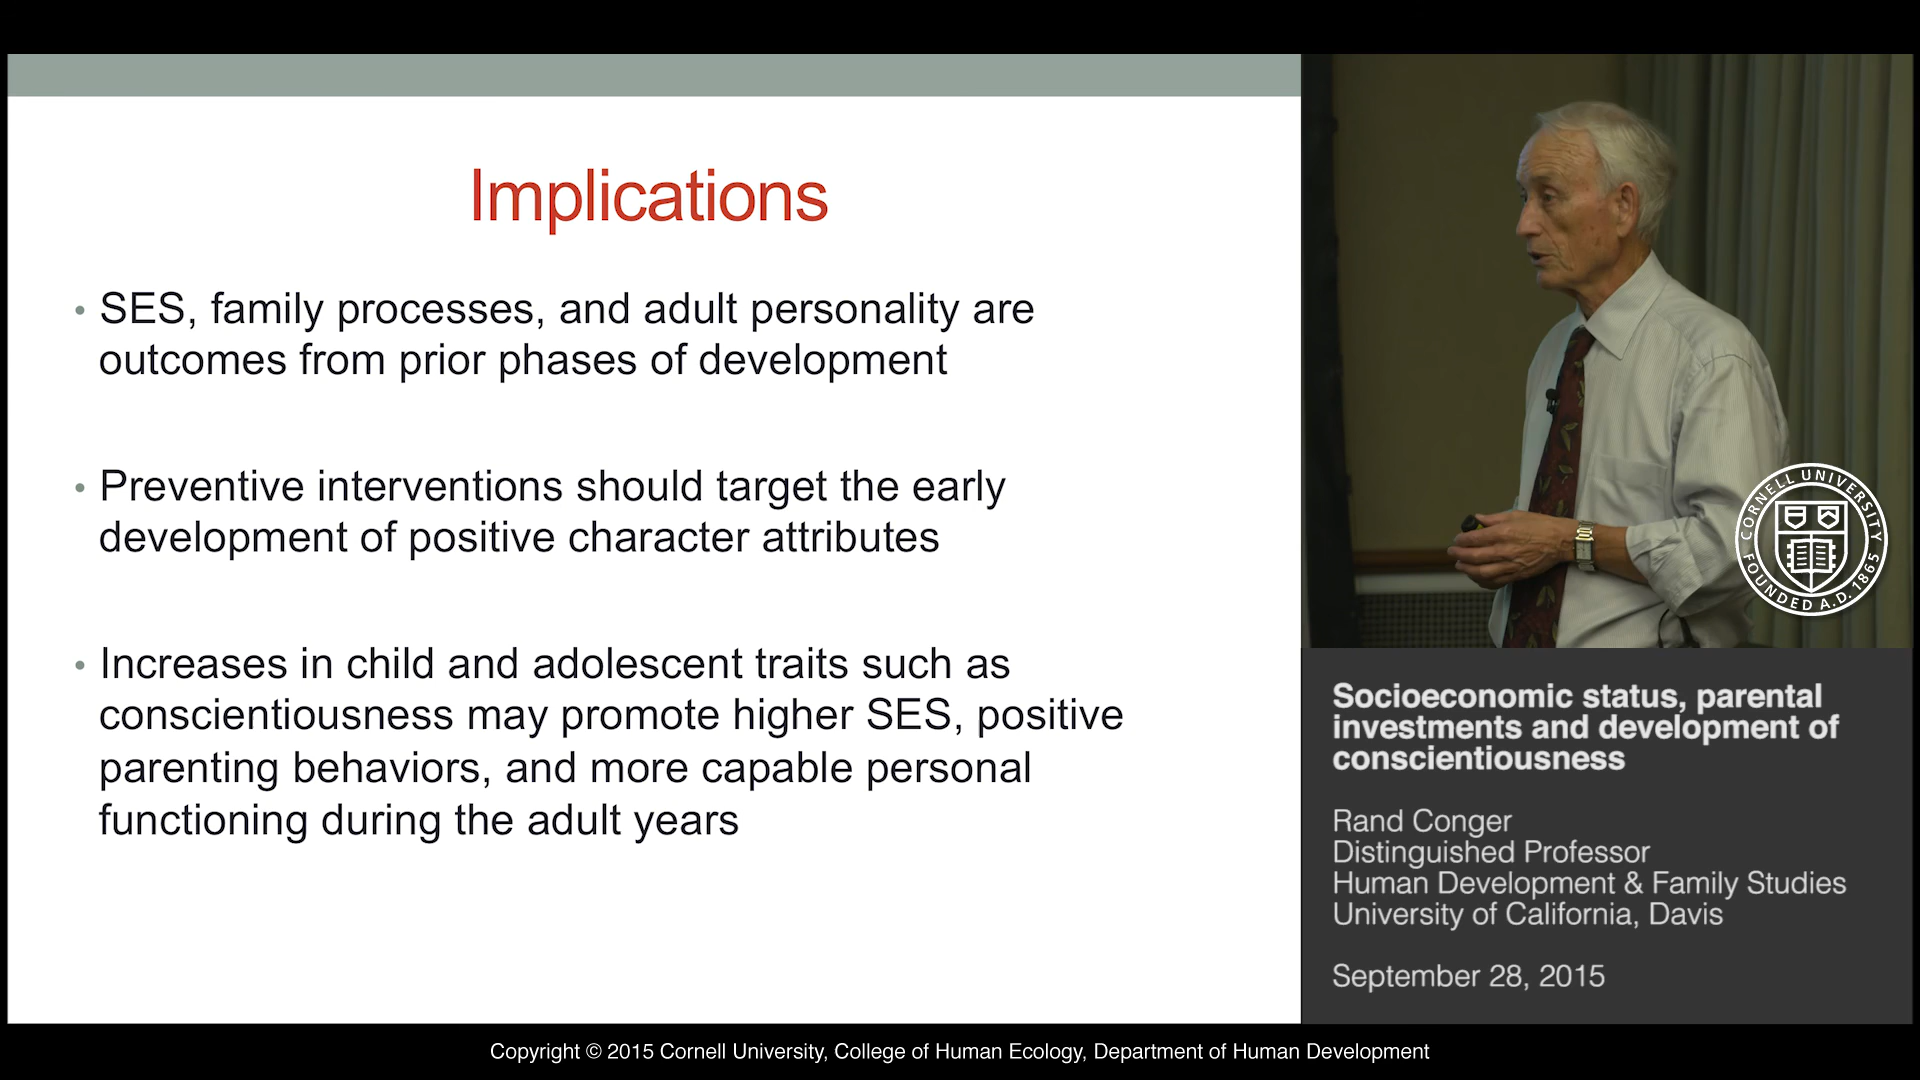 Implications
• SES, family processes, and adult personality are
outcomes from prior phases of development
• Preventive interventions should target the early
development of positive character attributes
• Increases in child and adolescent traits such as
conscientiousness may promote higher SES, positive
parenting behaviors, and more capable personal
functioning during the adult years
CORNELL UNIVERSITY
FOUNDED A.D. 1865
Socioeconomic status, parental
investments and development of
conscientiousness
Rand Conger
Distinguished Professor
Human Development & Family Studies
University of California, Davis
September 28, 2015
Copyright © 2015 Cornell University, College of Human Ecology, Department of Human Development